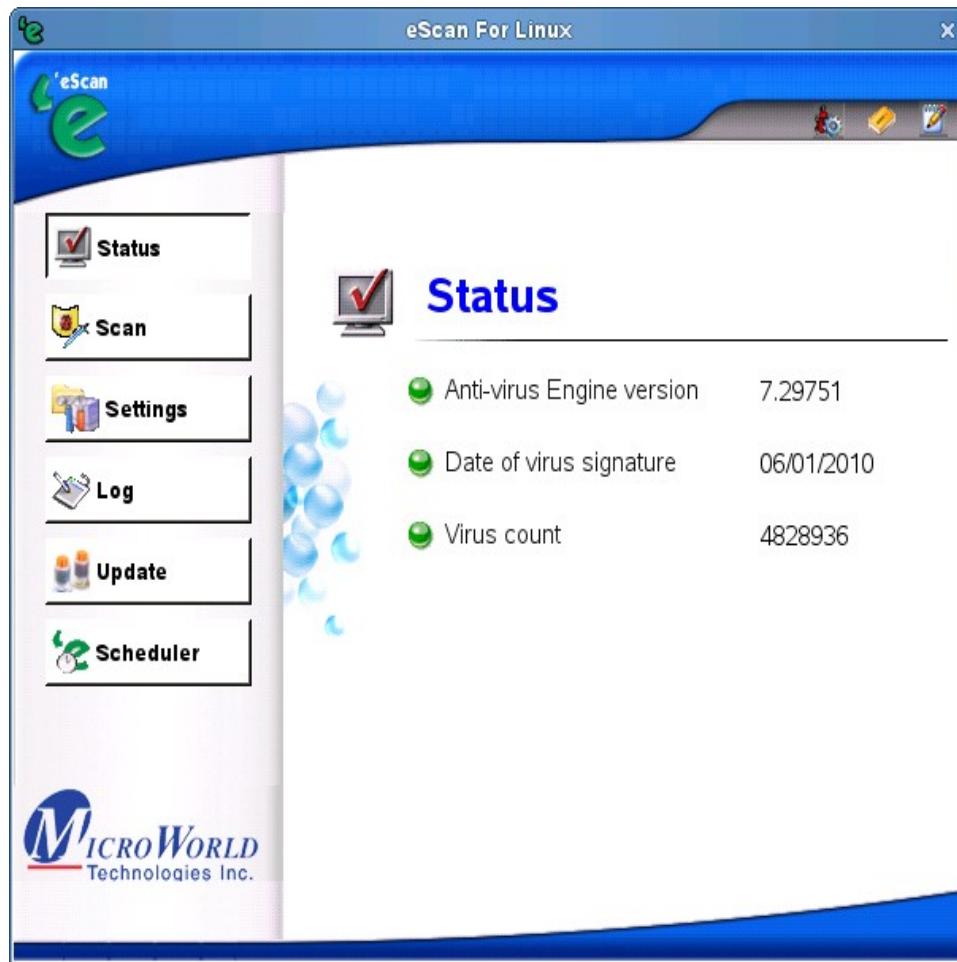 eScan For Linux
eScan
Status
Scan
Settings
Log
Update
Scheduler
Status
Anti-virus Engine version 7.29751
Date of virus signature 06/01/2010
Virus count 4828936
MICROWORLD
Technologies Inc.